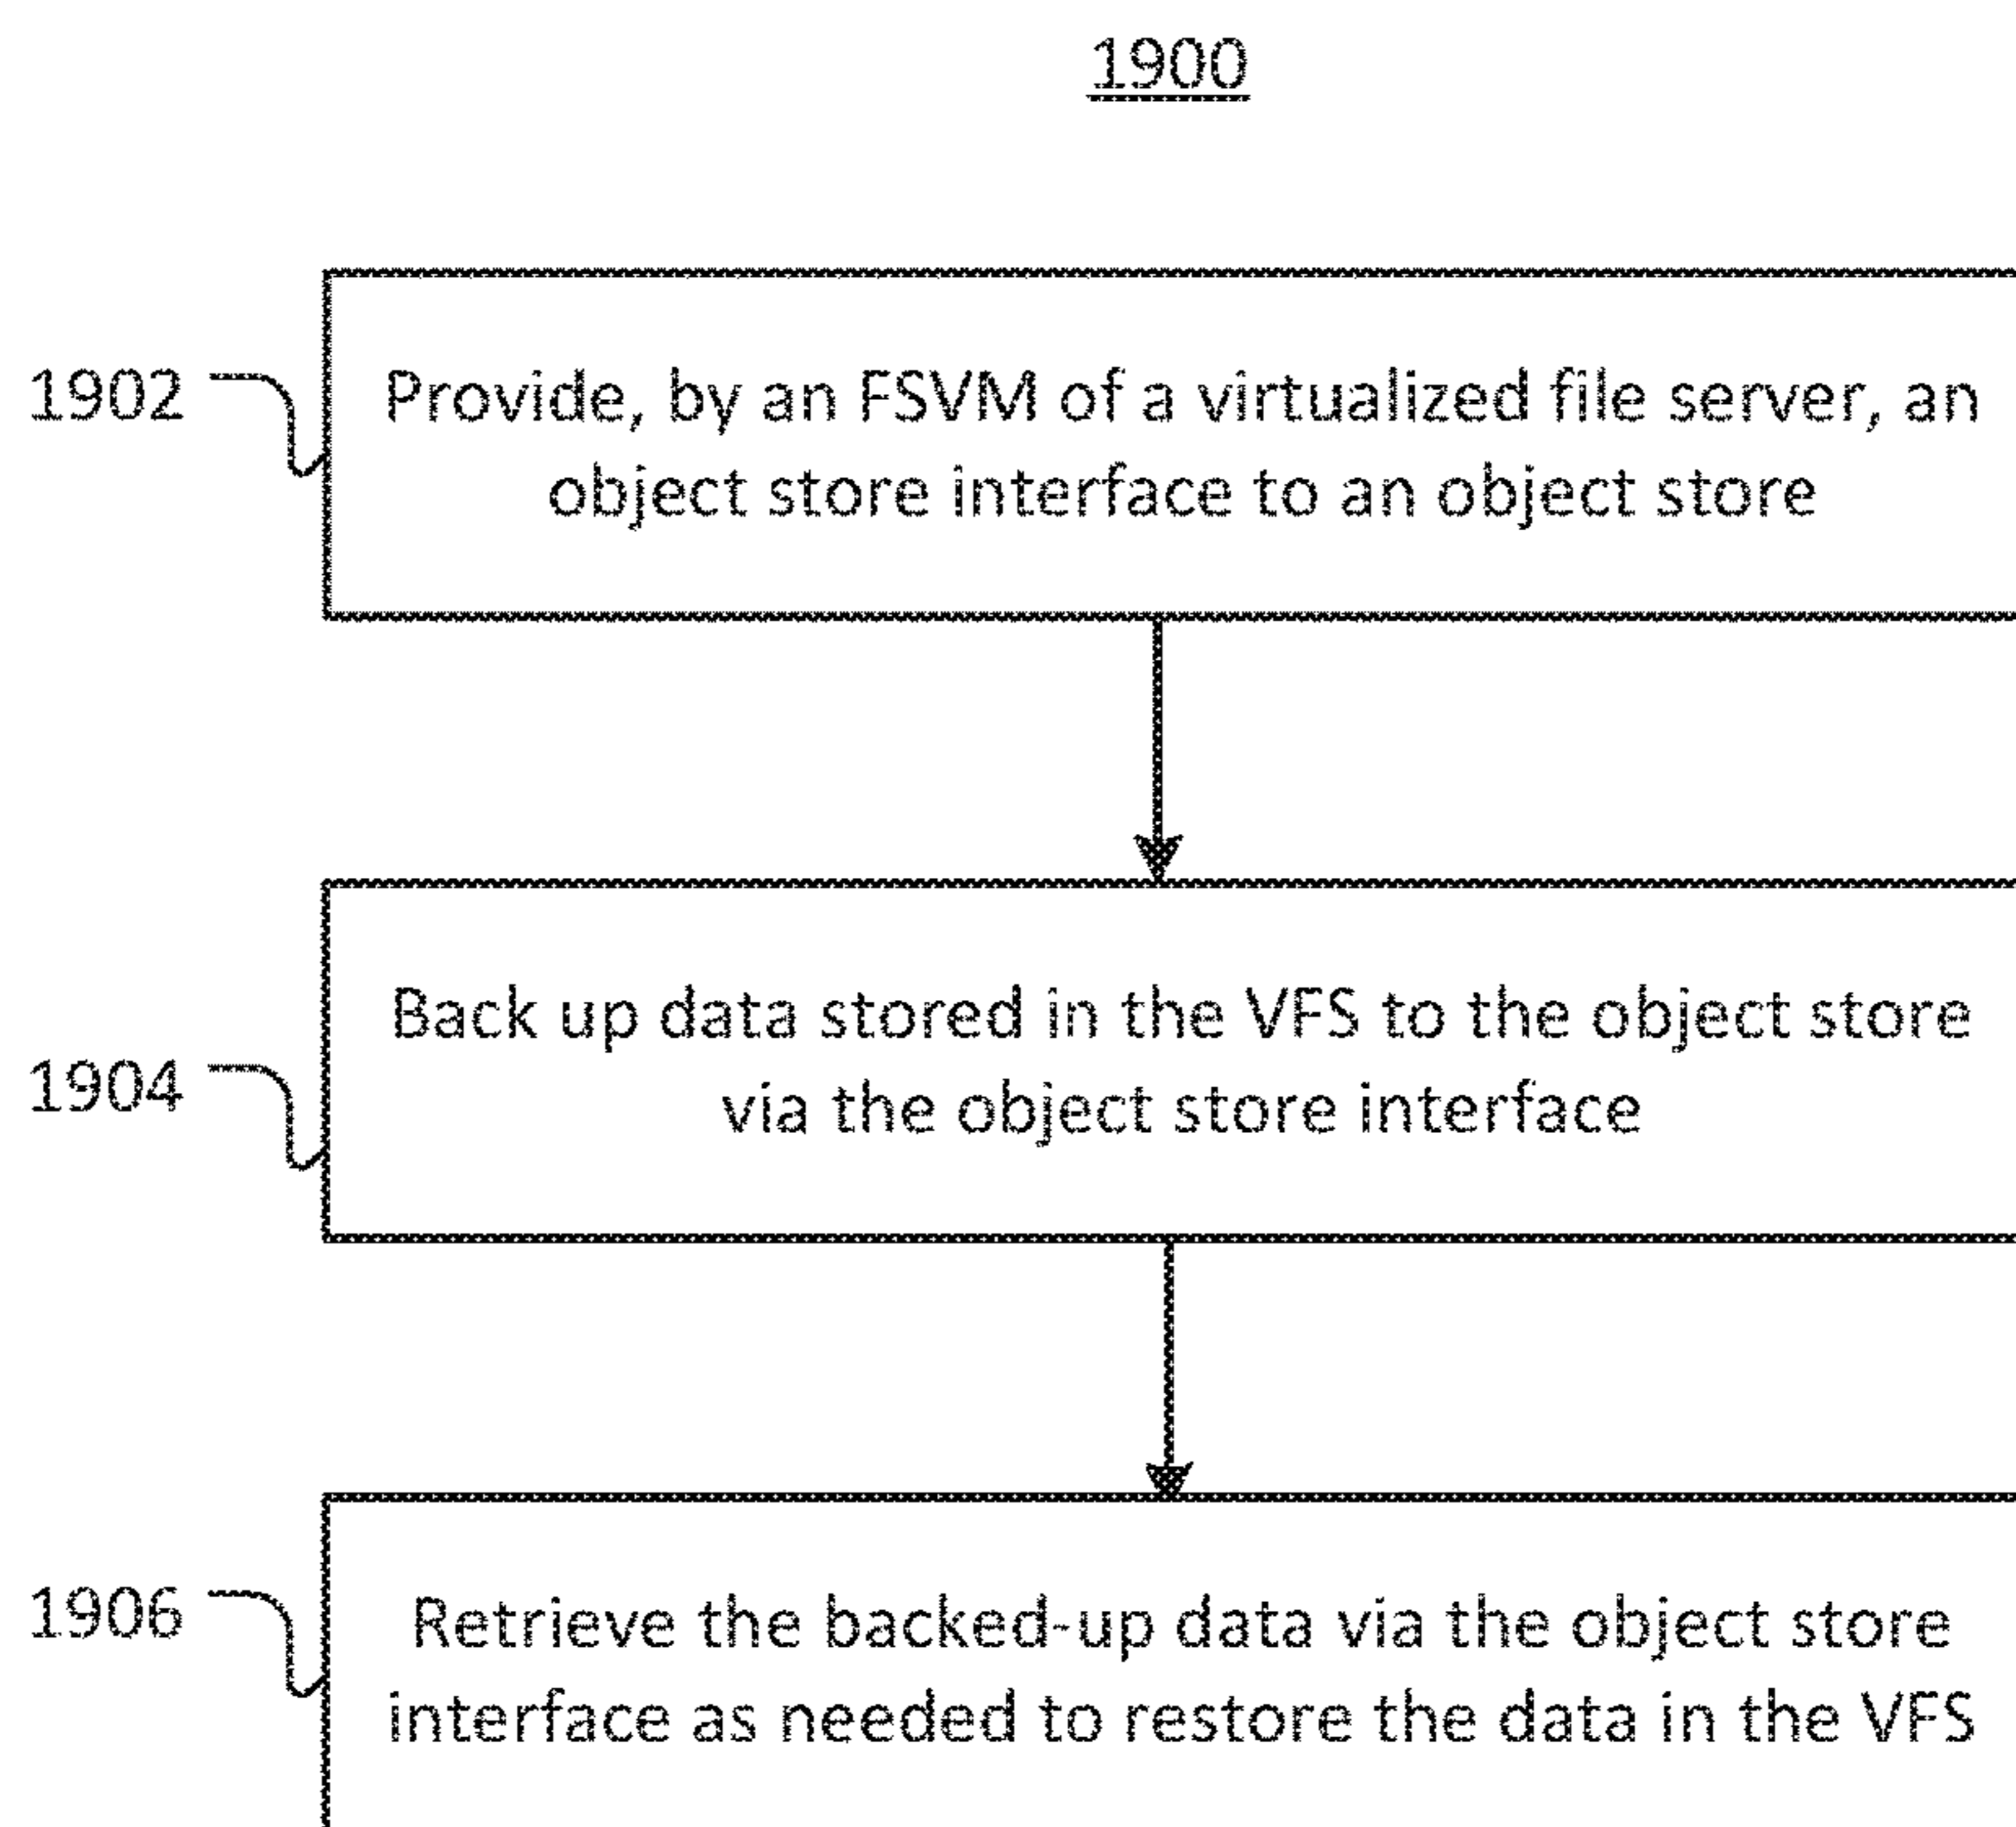 1900
1902
Provide, by an FSVM of a virtualized file server, an
object store interface to an object store
1904
Back up data stored in the VFS to the object store
via the object store interface
1906
Retrieve the backed-up data via the object store
interface as needed to restore the data in the VFS